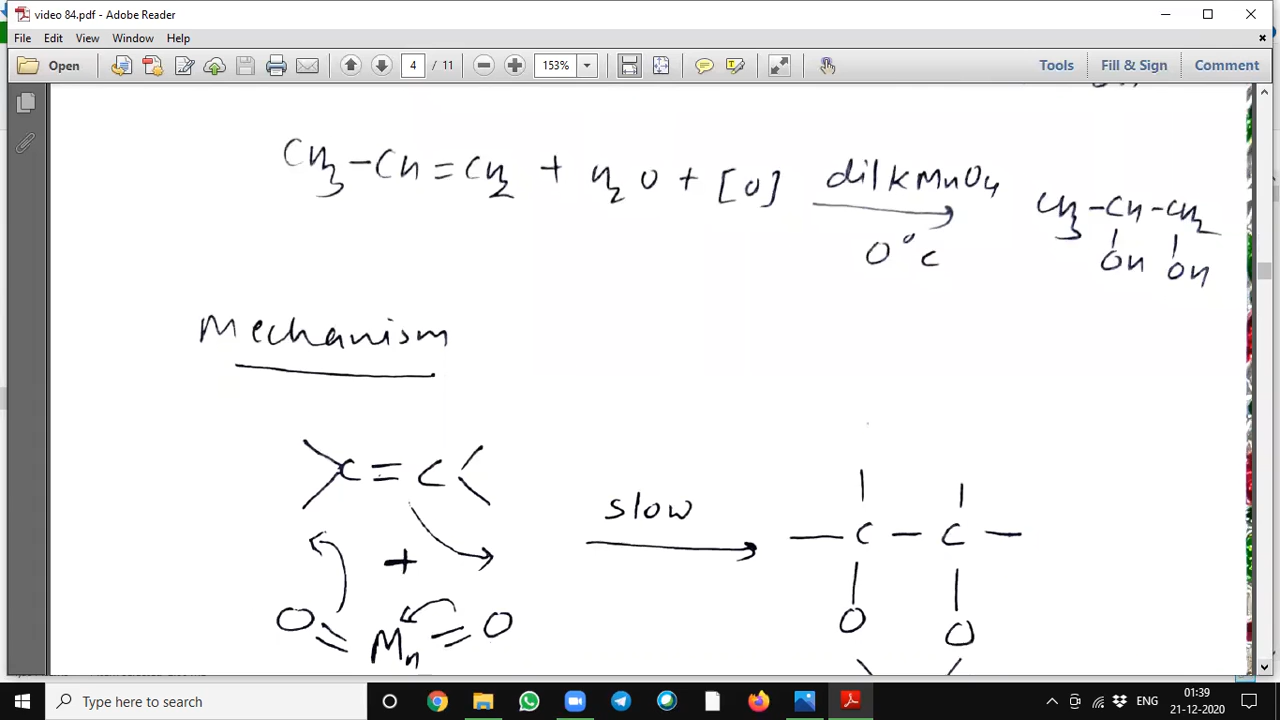 video 84.pdf - Adobe Reader
File Edit View Window Help
Open 4 / 11 153% Tools Fill & Sign Comment
CH3-CH=CH2 + H2O + [O] dil KMnO4 CH3-CH-CH2
0°C OH OH
Mechanism
C=C slow -C-C-
+
O=Mn=O O O
Type here to search ENG 01:39
21-12-2020